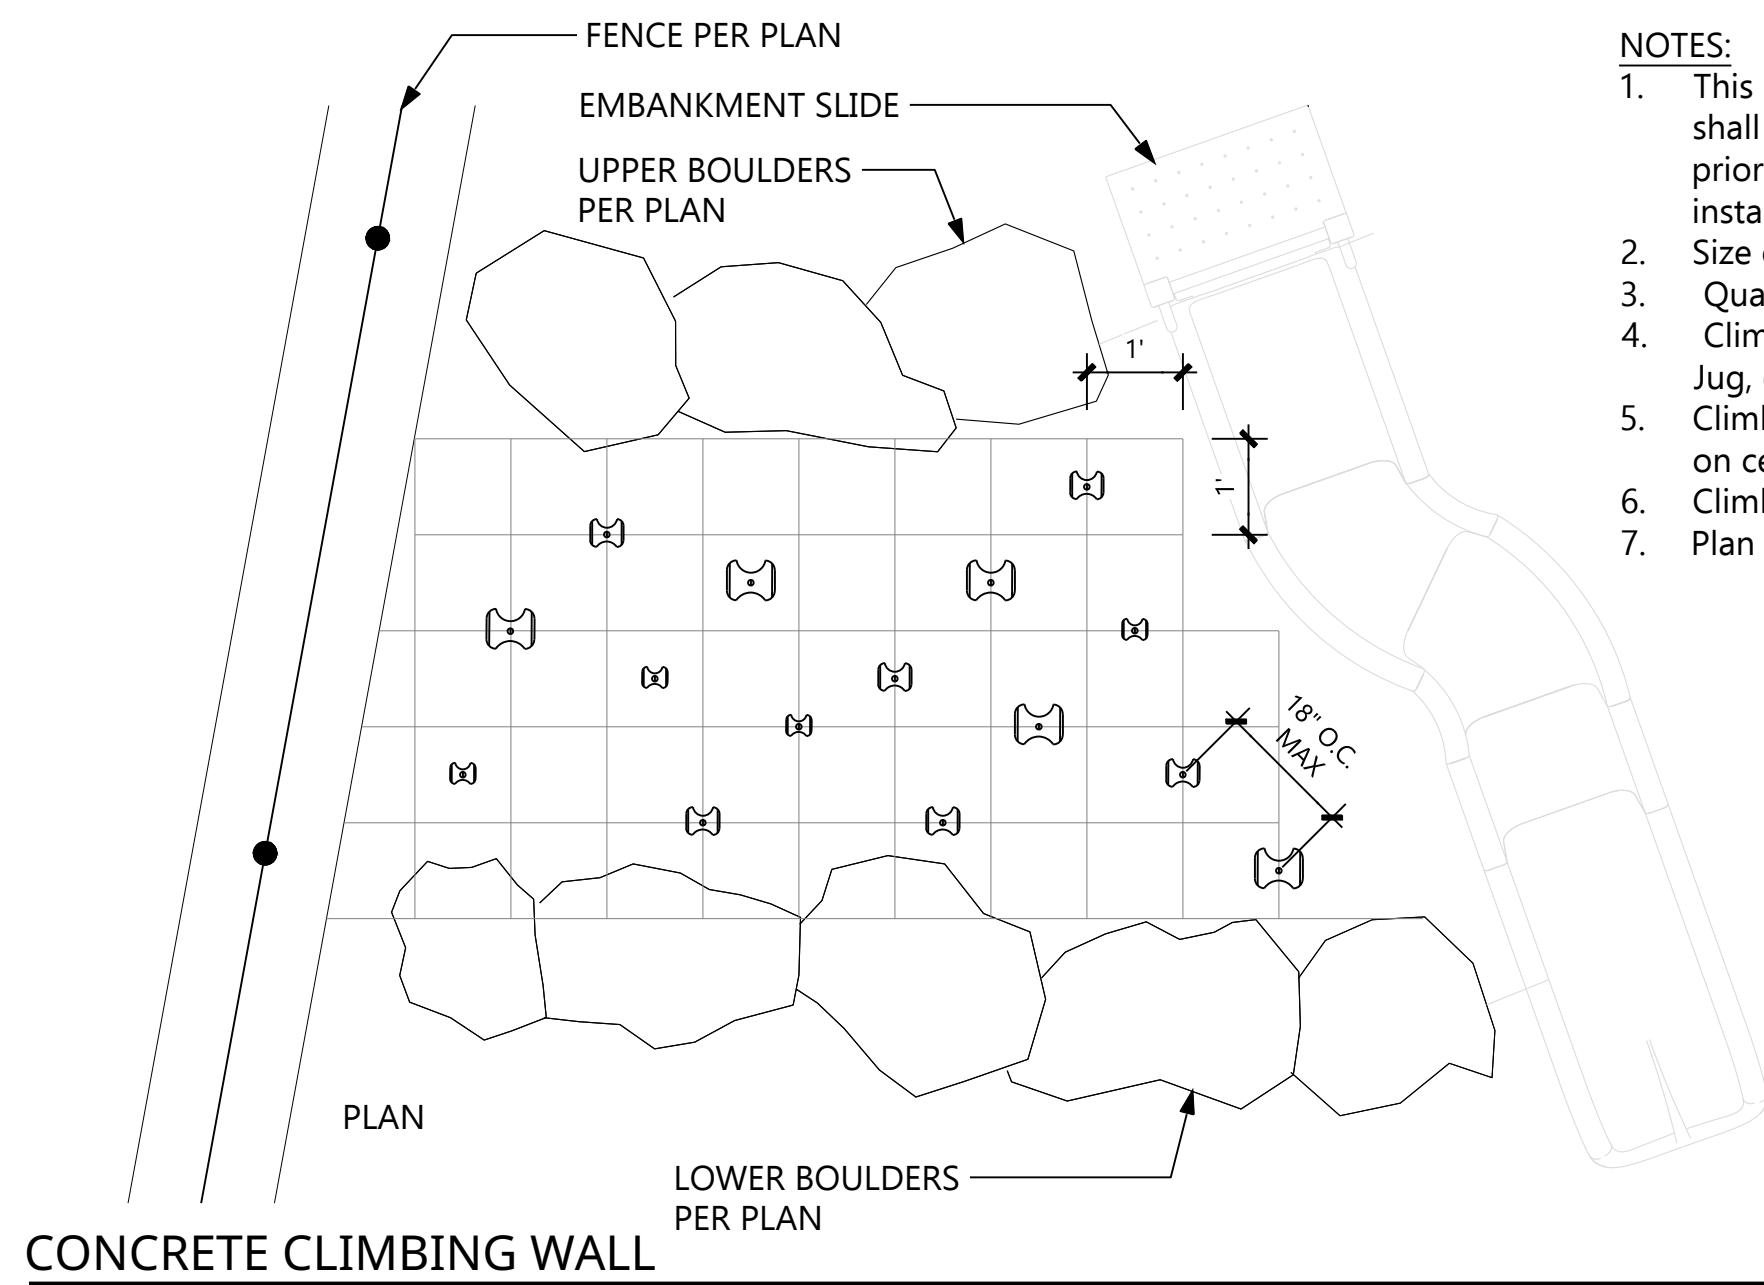 FENCE PER PLAN
EMBANKMENT SLIDE
UPPER BOULDERS
PER PLAN
NOTES:
1. This
shall
prior
insta
2. Size
3. Qua
4. Clim
Jug,
5. Climb
on ce
6. Climb
7. Plan
1'
1'
18" O.C.
MAX
PLAN
LOWER BOULDERS
PER PLAN
CONCRETE CLIMBING WALL